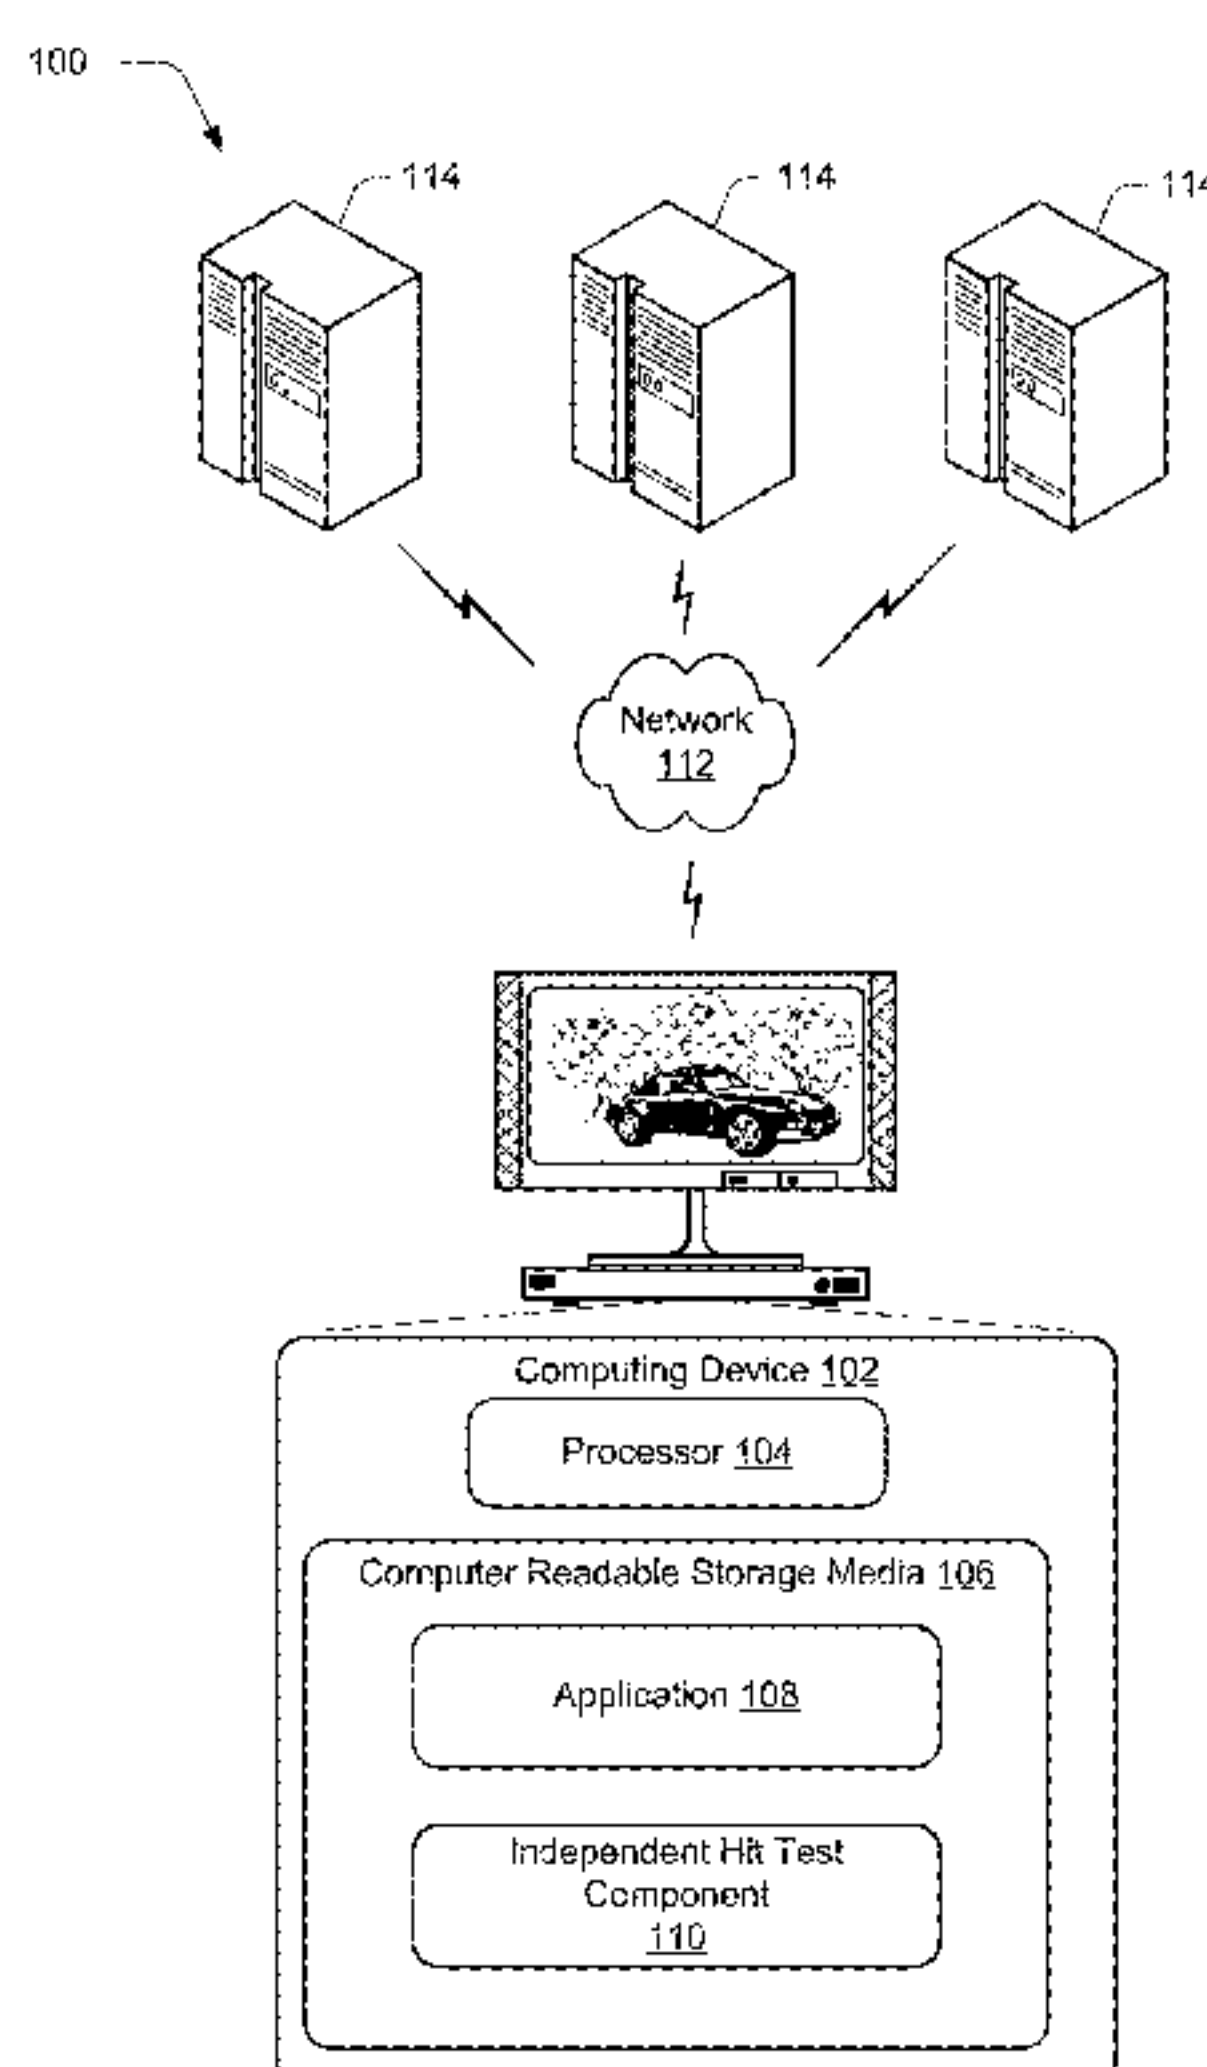 100
114 114 114
Network
112
Computing Device 102
Processor 104
Computer Readable Storage Media 106
Application 108
Independent Hit Test
Component
110